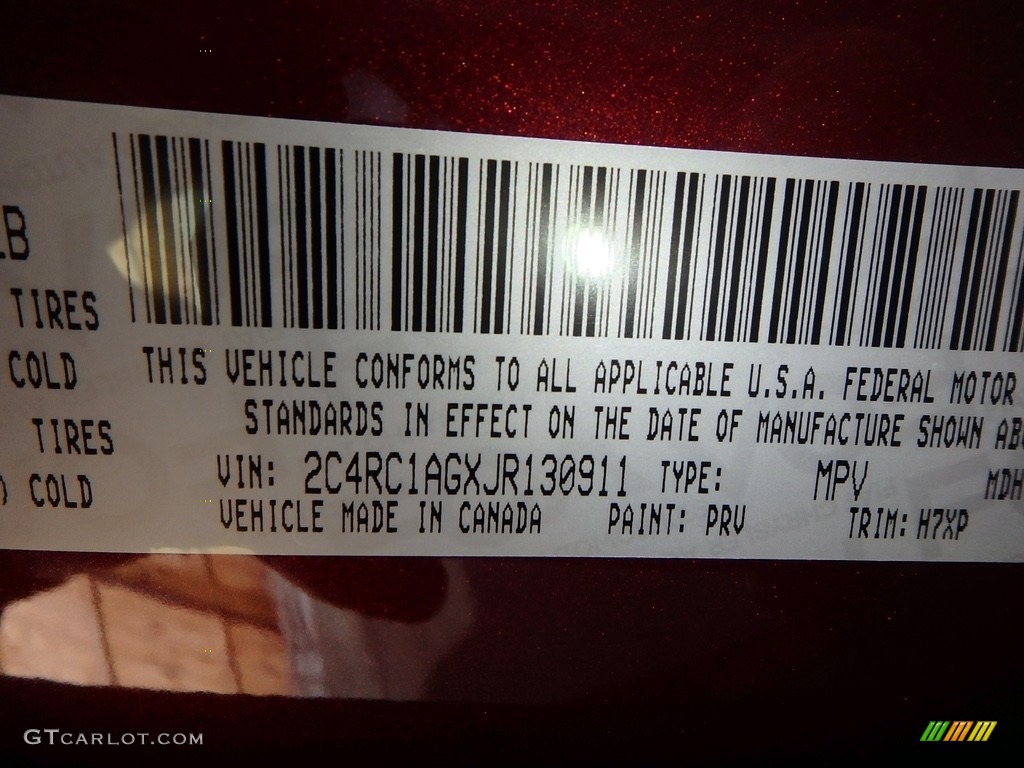 LB
TIRES
COLD
TIRES
COLD
THIS VEHICLE CONFORMS TO ALL APPLICABLE U.S.A. FEDERAL MOTOR
STANDARDS IN EFFECT ON THE DATE OF MANUFACTURE SHOWN AB
VIN: 2C4RC1AGXJR130911 TYPE: MPV MDH
VEHICLE MADE IN CANADA PAINT: PRV TRIM: H7XP
GTCARLOT.COM